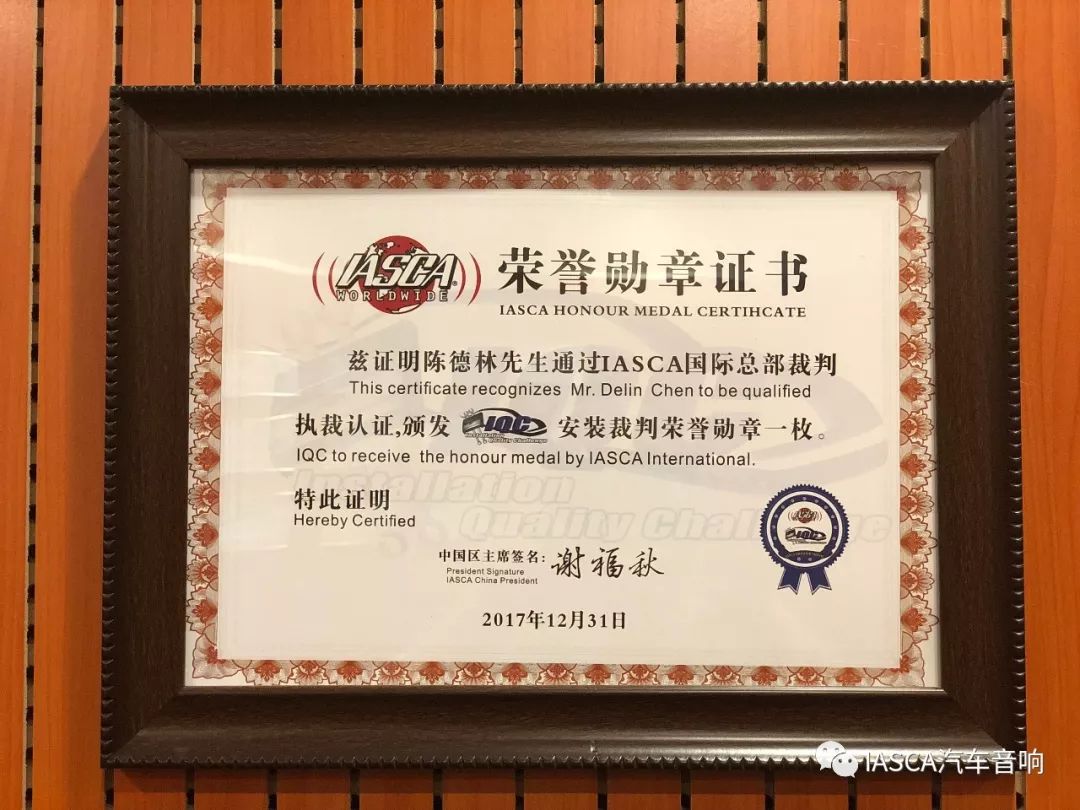 IASCA
WORLDWIDE
荣誉勋章证书
IASCA HONOUR MEDAL CERTIHCATE
兹证明陈德林先生通过IASCA国际总部裁判
This certificate recognizes Mr. Delin Chen to be qualified
执裁认证,颁发 IQC Installation Quality Challenge 安装裁判荣誉勋章一枚。
IQC to receive the honour medal by IASCA International.
Installation
Quality Challenge
特此证明
Hereby Certified
中国区主席签名: 谢福秋
President Signature
IASCA China President
2017年12月31日
IQC
IASCA汽车音响